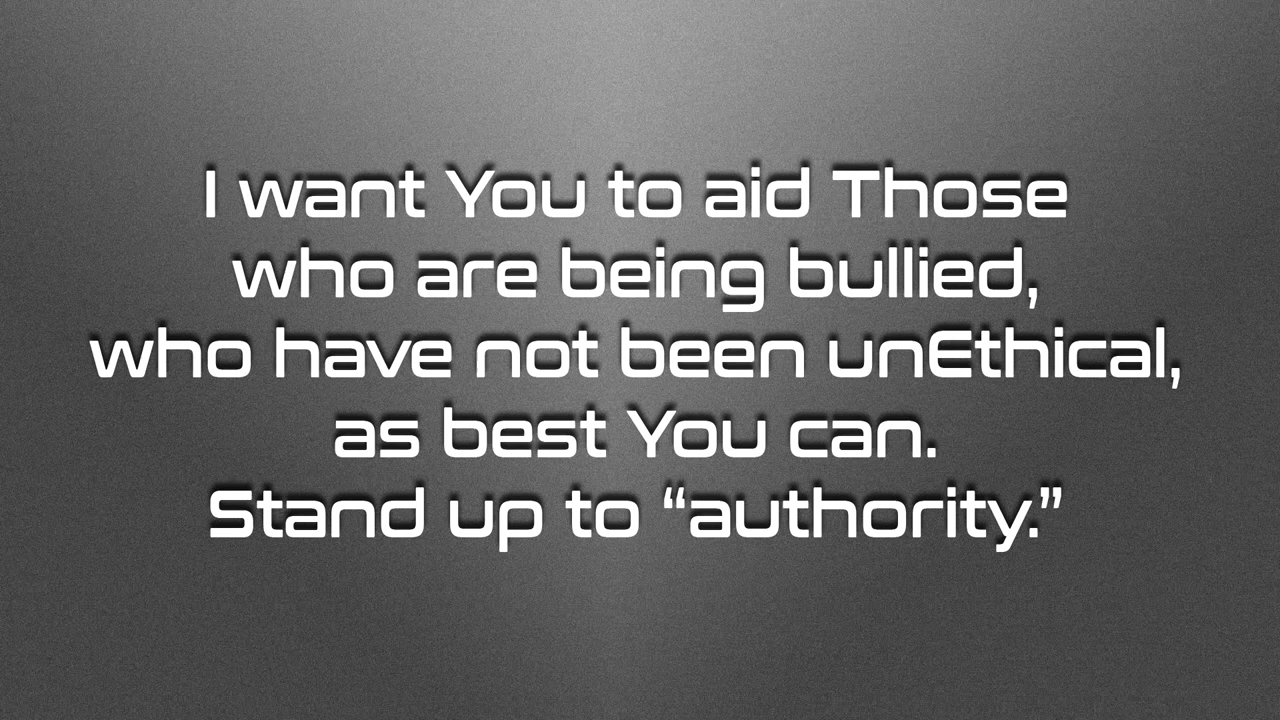 I want You to aid Those
who are being bullied,
who have not been unEthical,
as best You can.
Stand up to “authority.”